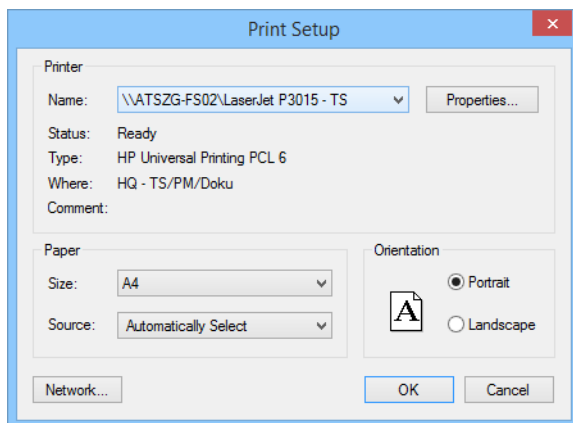 Print Setup
Printer
Name: \\ATSZG-FS02\LaserJet P3015 - TS Properties...
Status: Ready
Type: HP Universal Printing PCL 6
Where: HQ - TS/PM/Doku
Comment:
Paper
Size: A4
Source: Automatically Select
Orientation
A
Portrait
Landscape
Network... OK Cancel